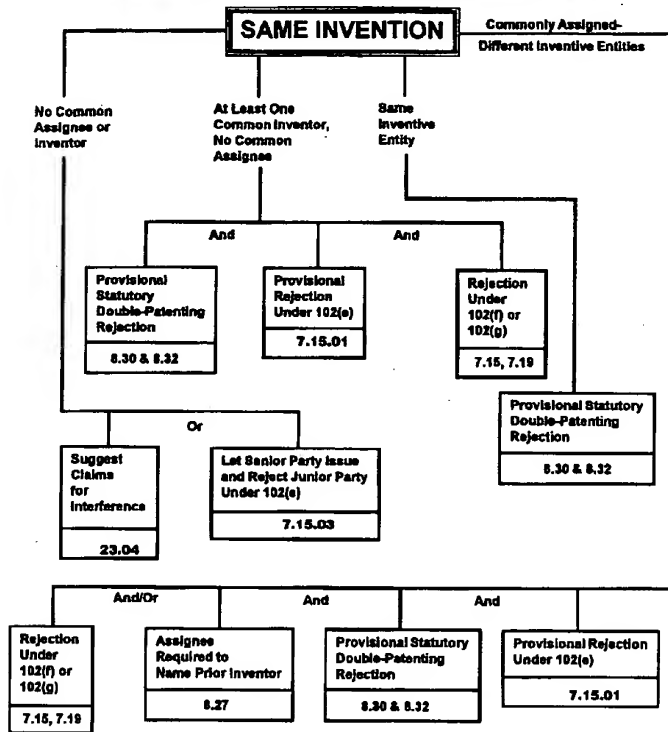 SAME INVENTION
Commonly Assigned-
Different Inventive Entities
No Common
Assignee or
Inventor
At Least One
Common Inventor,
No Common
Assignee
Same
Inventive
Entity
And
And
Provisional
Statutory
Double-Patenting
Rejection
8.30 & 8.32
Provisional
Rejection
Under 102(e)
7.15.01
Rejection
Under
102(f) or
102(g)
7.15, 7.19
Provisional Statutory
Double-Patenting
Rejection
8.30 & 8.32
Or
Suggest
Claims
for
Interference
23.04
Let Senior Party Issue
and Reject Junior Party
Under 102(e)
7.15.03
And/Or
And
And
Rejection
Under
102(f) or
102(g)
7.15, 7.19
Assignee
Required to
Name Prior Inventor
8.27
Provisional Statutory
Double-Patenting
Rejection
8.30 & 8.32
Provisional Rejection
Under 102(e)
7.15.01